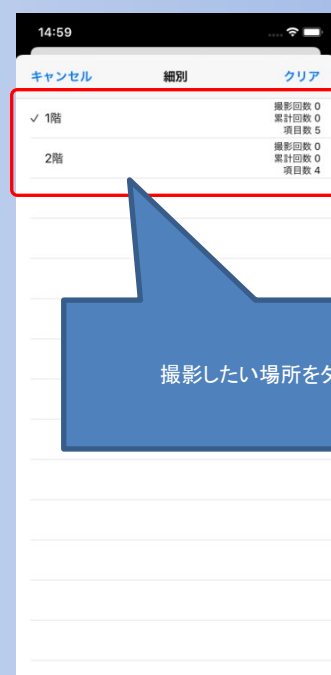 14:59
キャンセル 細別 クリア
✓ 1階
撮影回数 0
累計回数 0
項目数 5
2階
撮影回数 0
累計回数 0
項目数 4
撮影したい場所を